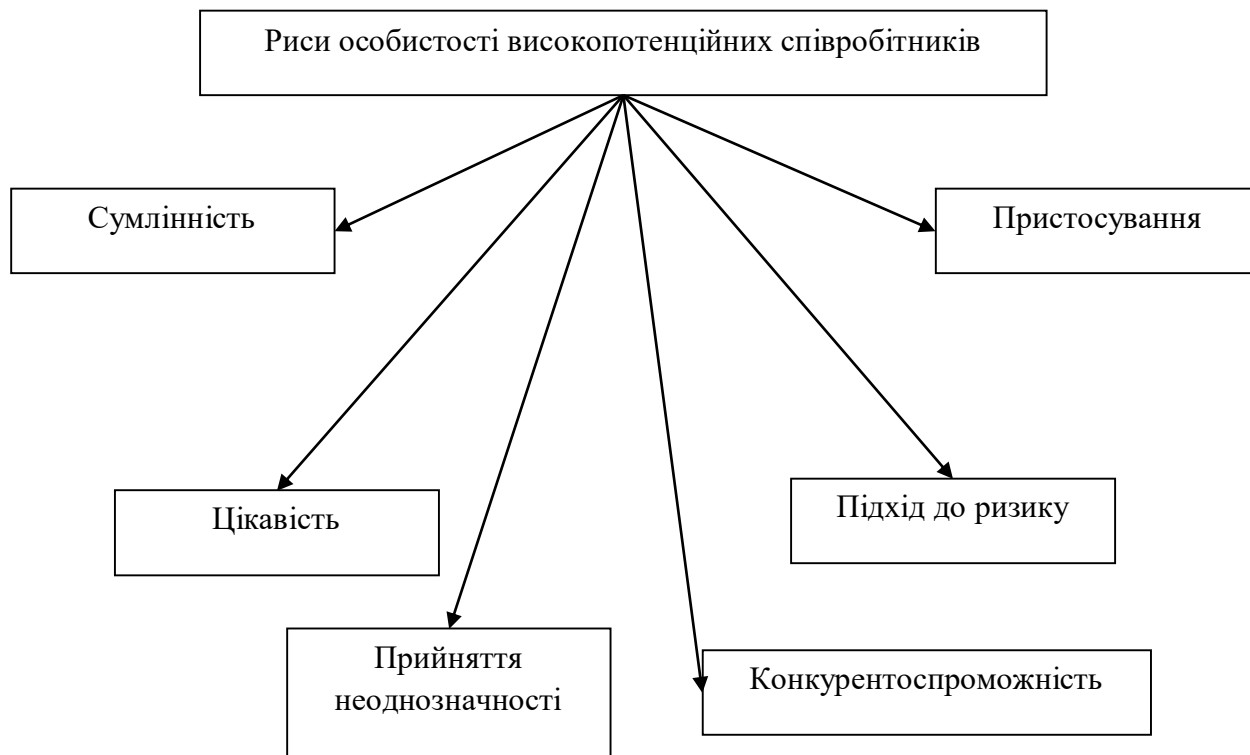 Риси особистості високопотенційних співробітників
Сумлінність
Пристосування
Цікавість
Підхід до ризику
Прийняття
неоднозначності
Конкурентоспроможність